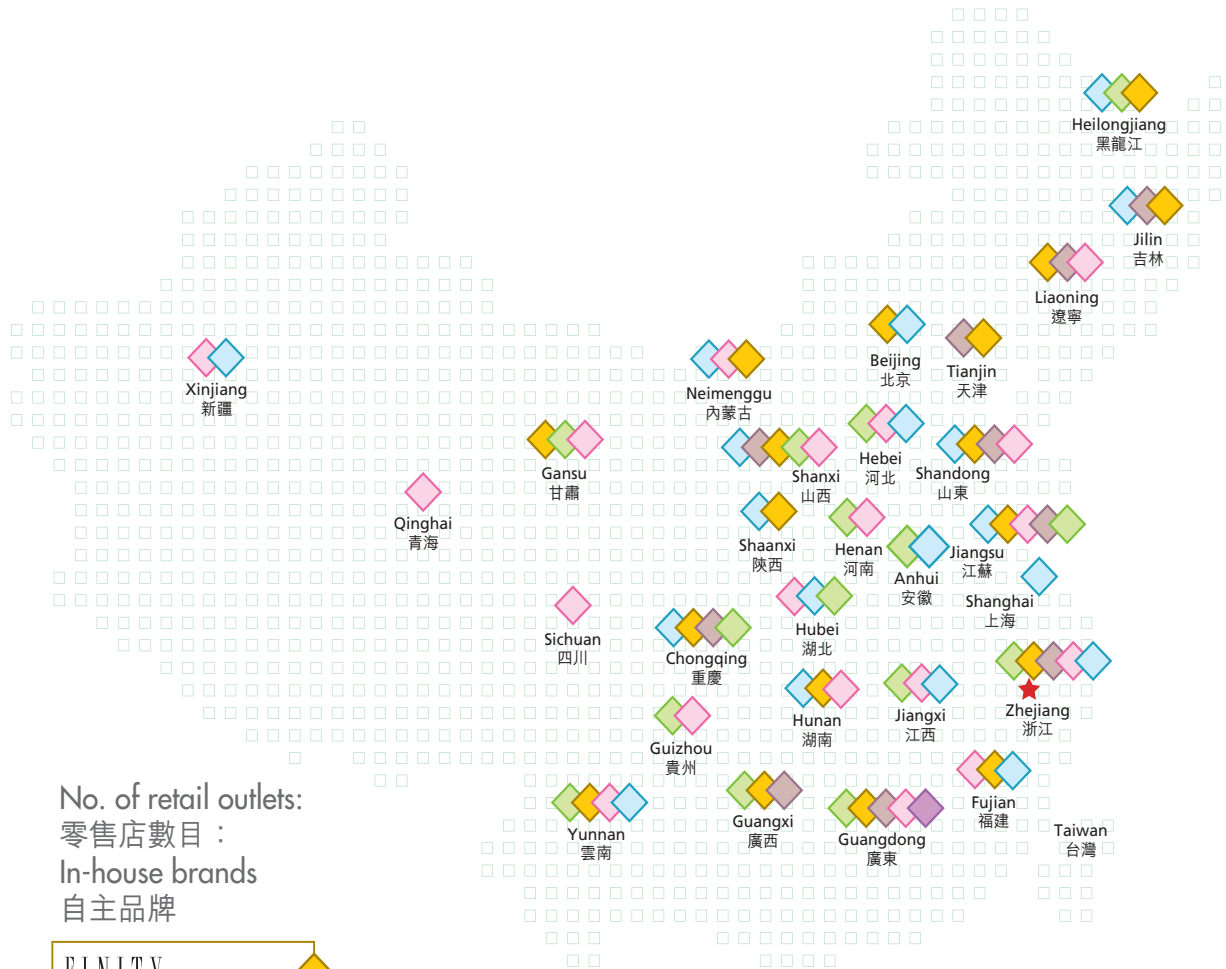 Heilongjiang
黑龍江
Jilin
吉林
Liaoning
遼寧
Beijing
北京
Tianjin
天津
Xinjiang
新疆
Neimenggu
內蒙古
Gansu
甘肅
Shanxi
山西
Hebei
河北
Shandong
山東
Qinghai
青海
Shaanxi
陝西
Henan
河南
Anhui
安徽
Jiangsu
江蘇
Shanghai
上海
Sichuan
四川
Chongqing
重慶
Hubei
湖北
Hunan
湖南
Jiangxi
江西
Zhejiang
浙江
Guizhou
貴州
Yunnan
雲南
Guangxi
廣西
Guangdong
廣東
Fujian
福建
Taiwan
台灣
No. of retail outlets:
零售店數目：
In-house brands
自主品牌
FINITY